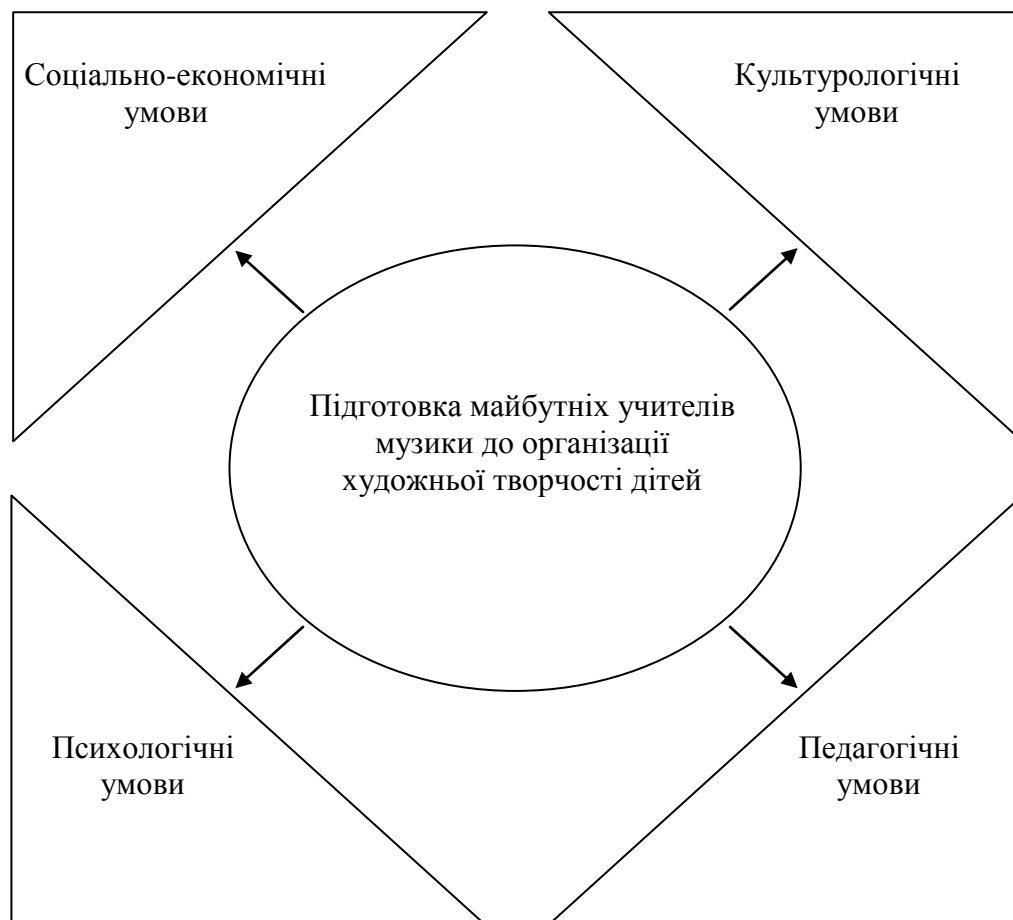 Соціально-економічні
умови
Культурологічні
умови
Підготовка майбутніх учителів
музики до організації
художньої творчості дітей
Психологічні
умови
Педагогічні
умови